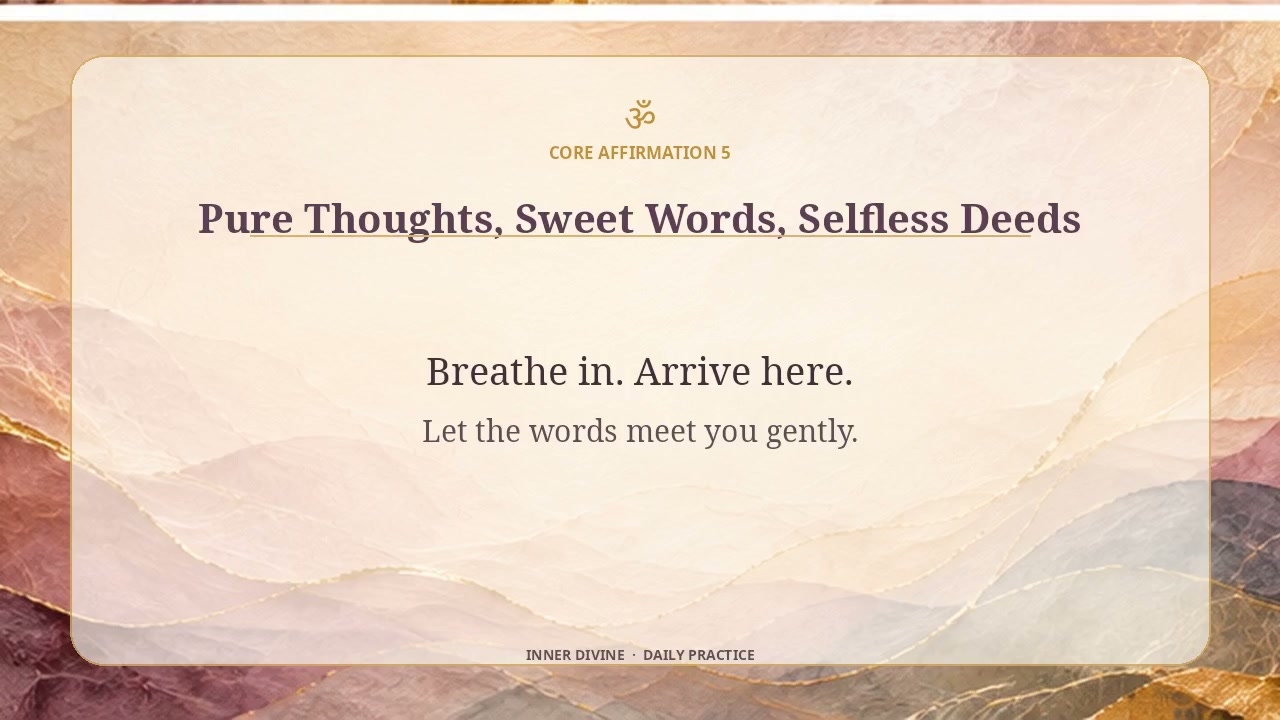 ॐ
CORE AFFIRMATION 5
Pure Thoughts, Sweet Words, Selfless Deeds
Breathe in. Arrive here.
Let the words meet you gently.
INNER DIVINE · DAILY PRACTICE